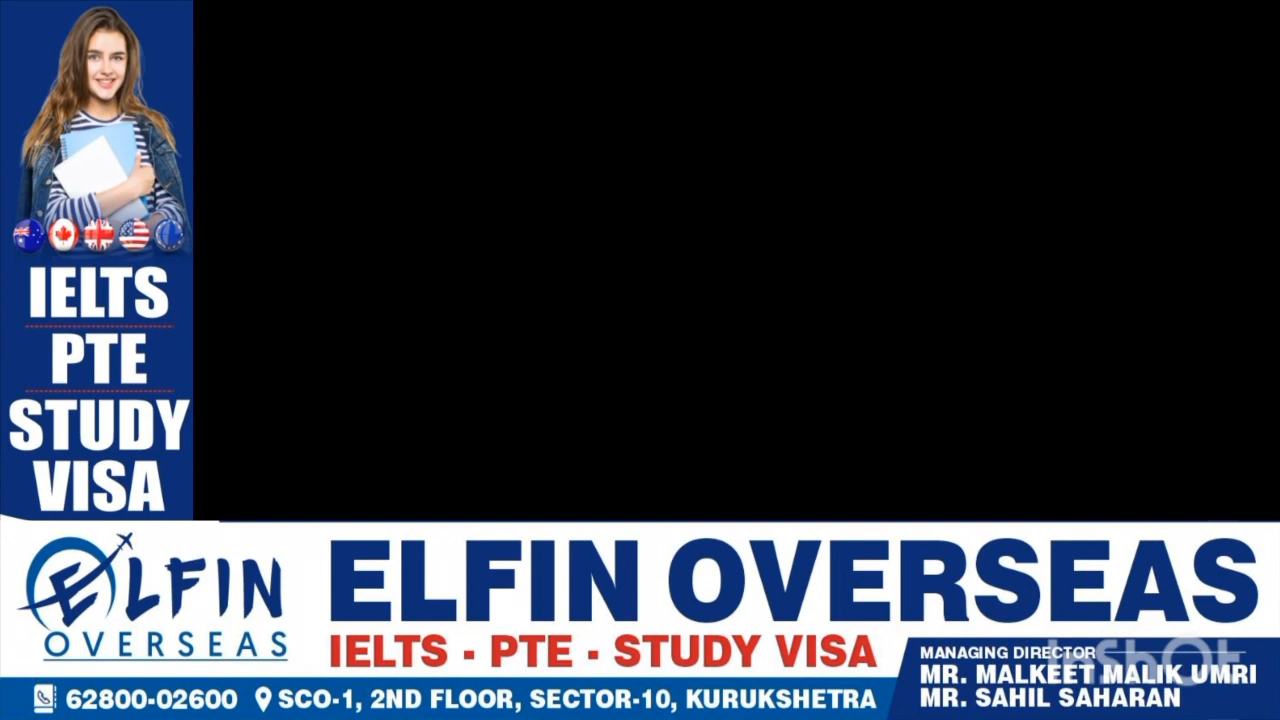 IELTS
PTE
STUDY
VISA
ELFIN
OVERSEAS
ELFIN OVERSEAS
IELTS - PTE - STUDY VISA
62800-02600 SCO-1, 2ND FLOOR, SECTOR-10, KURUKSHETRA
MANAGING DIRECTOR
MR. MALKEET MALIK UMRI
MR. SAHIL SAHARAN
InShOt